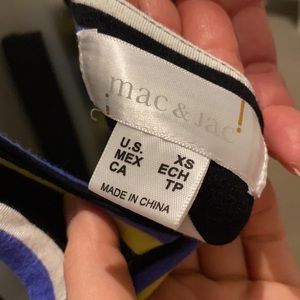 mac & jac
U.S. XS
MEX ECH
CA TP
MADE IN CHINA